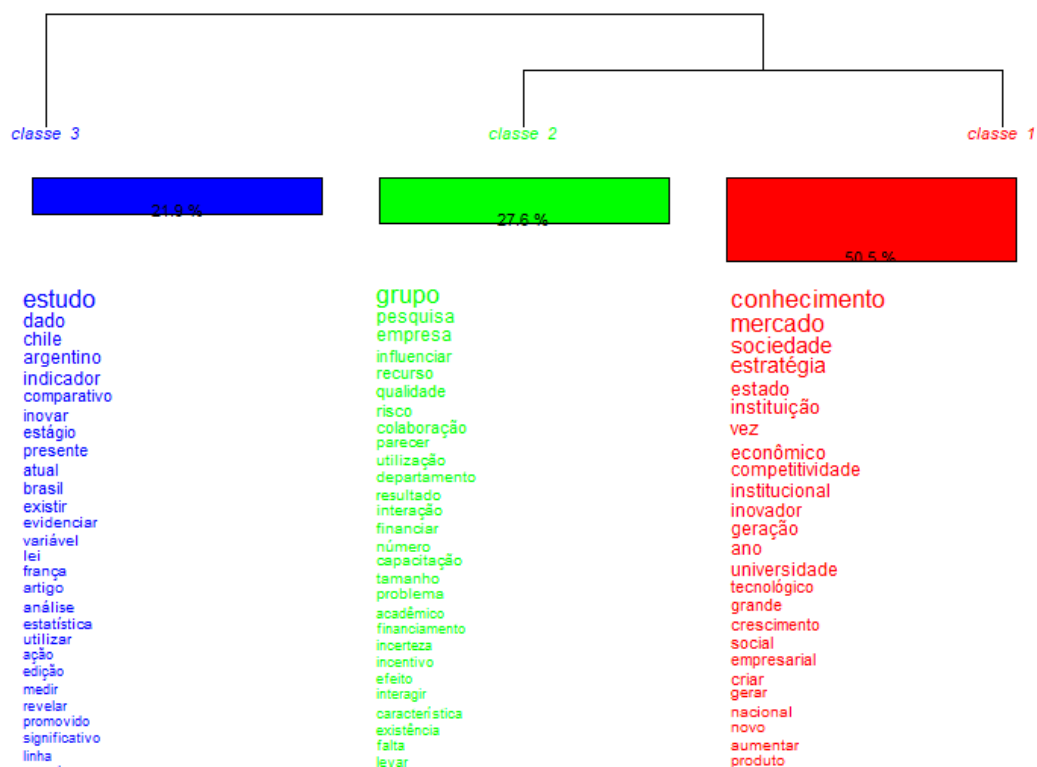 classe 3
classe 2
classe 1
21.9 %
27.6 %
50.5 %
estudo
dado
chile
argentino
indicador
comparativo
inovar
estágio
presente
atual
brasil
existir
evidenciar
variável
lei
frança
artigo
análise
estatística
utilizar
ação
edição
medir
revelar
promovido
significativo
linha
grupo
pesquisa
empresa
influenciar
recurso
qualidade
risco
colaboração
parecer
utilização
departamento
resultado
interação
financiar
número
capacitação
tamanho
problema
acadêmico
financiamento
incerteza
incentivo
efeito
interagir
característica
existência
falta
levar
conhecimento
mercado
sociedade
estratégia
estado
instituição
vez
econômico
competitividade
institucional
inovador
geração
ano
universidade
tecnológico
grande
crescimento
social
empresarial
criar
gerar
nacional
novo
aumentar
produto